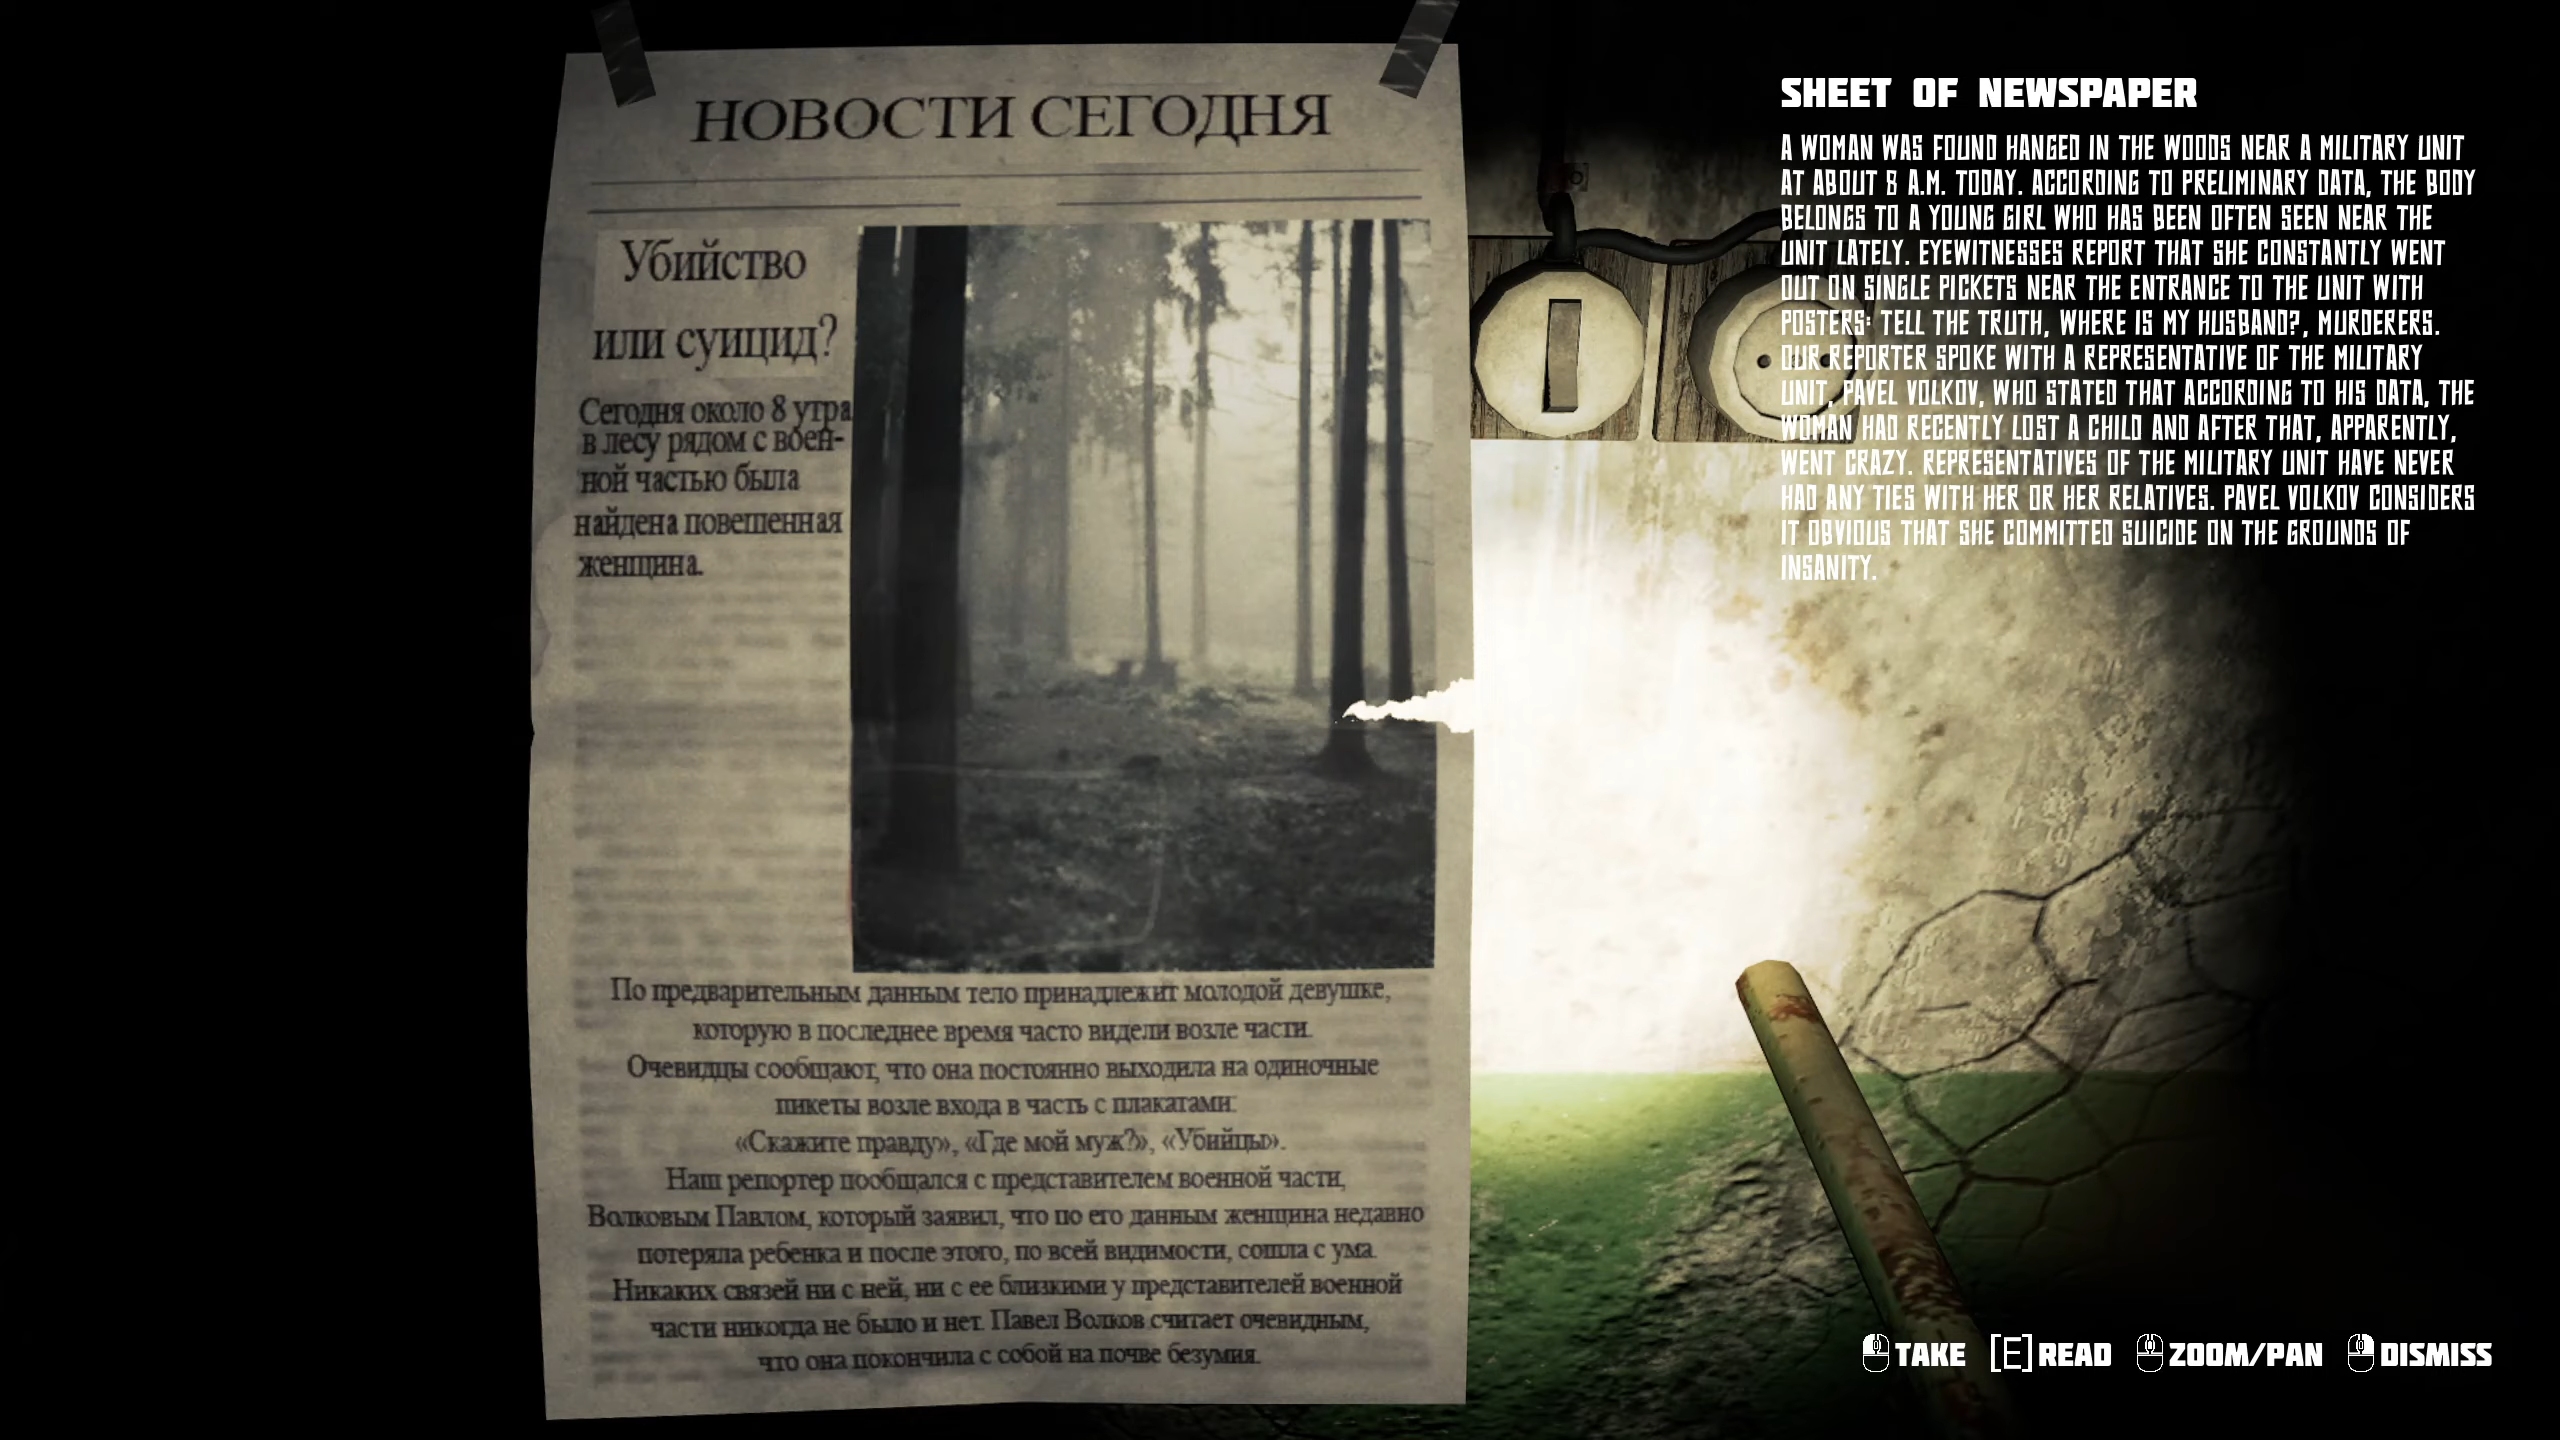 НОВОСТИ СЕГОДНЯ
Убийство
или суицид?
Сегодня около 8 утра
в лесу рядом с воен-
ной частью была
найдена повешенная
женщина.
По предварительным данным тело принадлежит молодой девушке,
которую в последнее время часто видели возле части.
Очевидцы сообщают, что она постоянно выходила на одиночные
пикеты возле входа в часть с плакатами:
«Скажите правду», «Где мой муж?», «Убийцы».
Наш репортер пообщался с представителем военной части,
Волковым Павлом, который заявил, что по его данным женщина недавно
потеряла ребенка и после этого, по всей видимости, сошла с ума.
Никаких связей ни с ней, ни с ее близкими у представителей военной
части никогда не было и нет. Павел Волков считает очевидным,
что она покончила с собой на почве безумия.
SHEET OF NEWSPAPER
A WOMAN WAS FOUND HANGED IN THE WOODS NEAR A MILITARY UNIT
AT ABOUT 8 A.M. TODAY. ACCORDING TO PRELIMINARY DATA, THE BODY
BELONGS TO A YOUNG GIRL WHO HAS BEEN OFTEN SEEN NEAR THE
UNIT LATELY. EYEWITNESSES REPORT THAT SHE CONSTANTLY WENT
OUT ON SINGLE PICKETS NEAR THE ENTRANCE TO THE UNIT WITH
POSTERS: TELL THE TRUTH, WHERE IS MY HUSBAND?, MURDERERS.
OUR REPORTER SPOKE WITH A REPRESENTATIVE OF THE MILITARY
UNIT, PAVEL VOLKOV, WHO STATED THAT ACCORDING TO HIS DATA, THE
WOMAN HAD RECENTLY LOST A CHILD AND AFTER THAT, APPARENTLY,
WENT CRAZY. REPRESENTATIVES OF THE MILITARY UNIT HAVE NEVER
HAD ANY TIES WITH HER OR HER RELATIVES. PAVEL VOLKOV CONSIDERS
IT OBVIOUS THAT SHE COMMITTED SUICIDE ON THE GROUNDS OF
INSANITY.
TAKE [E] READ ZOOM/PAN DISMISS